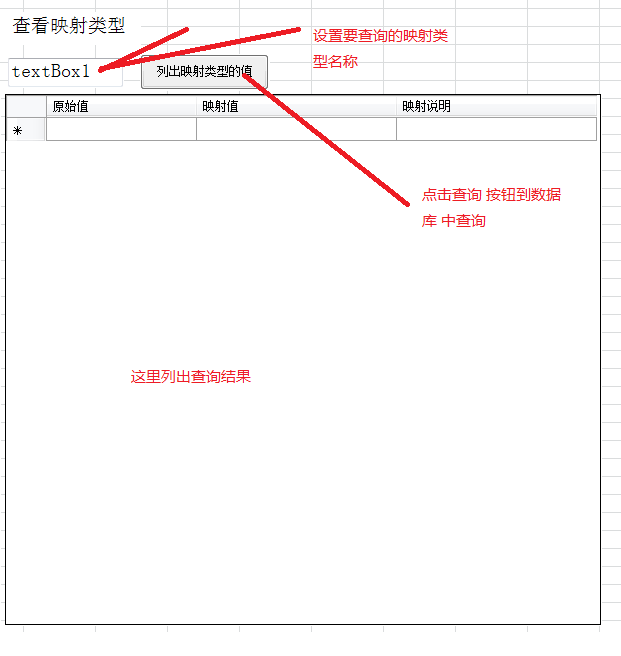 查看映射类型
设置要查询的映射类
型名称
textBox1
列出映射类型的值
原始值 映射值 映射说明
*
点击查询 按钮到数据
库 中查询
这里列出查询结果